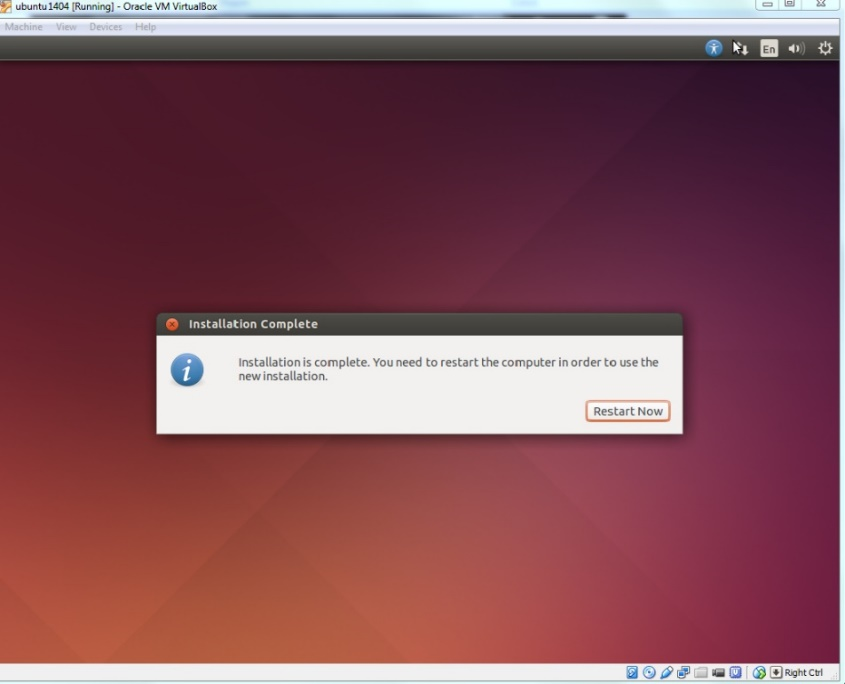 ubuntu1404 [Running] - Oracle VM VirtualBox
Machine View Devices Help
En
Installation Complete
Installation is complete. You need to restart the computer in order to use the
new installation.
Restart Now
Right Ctrl